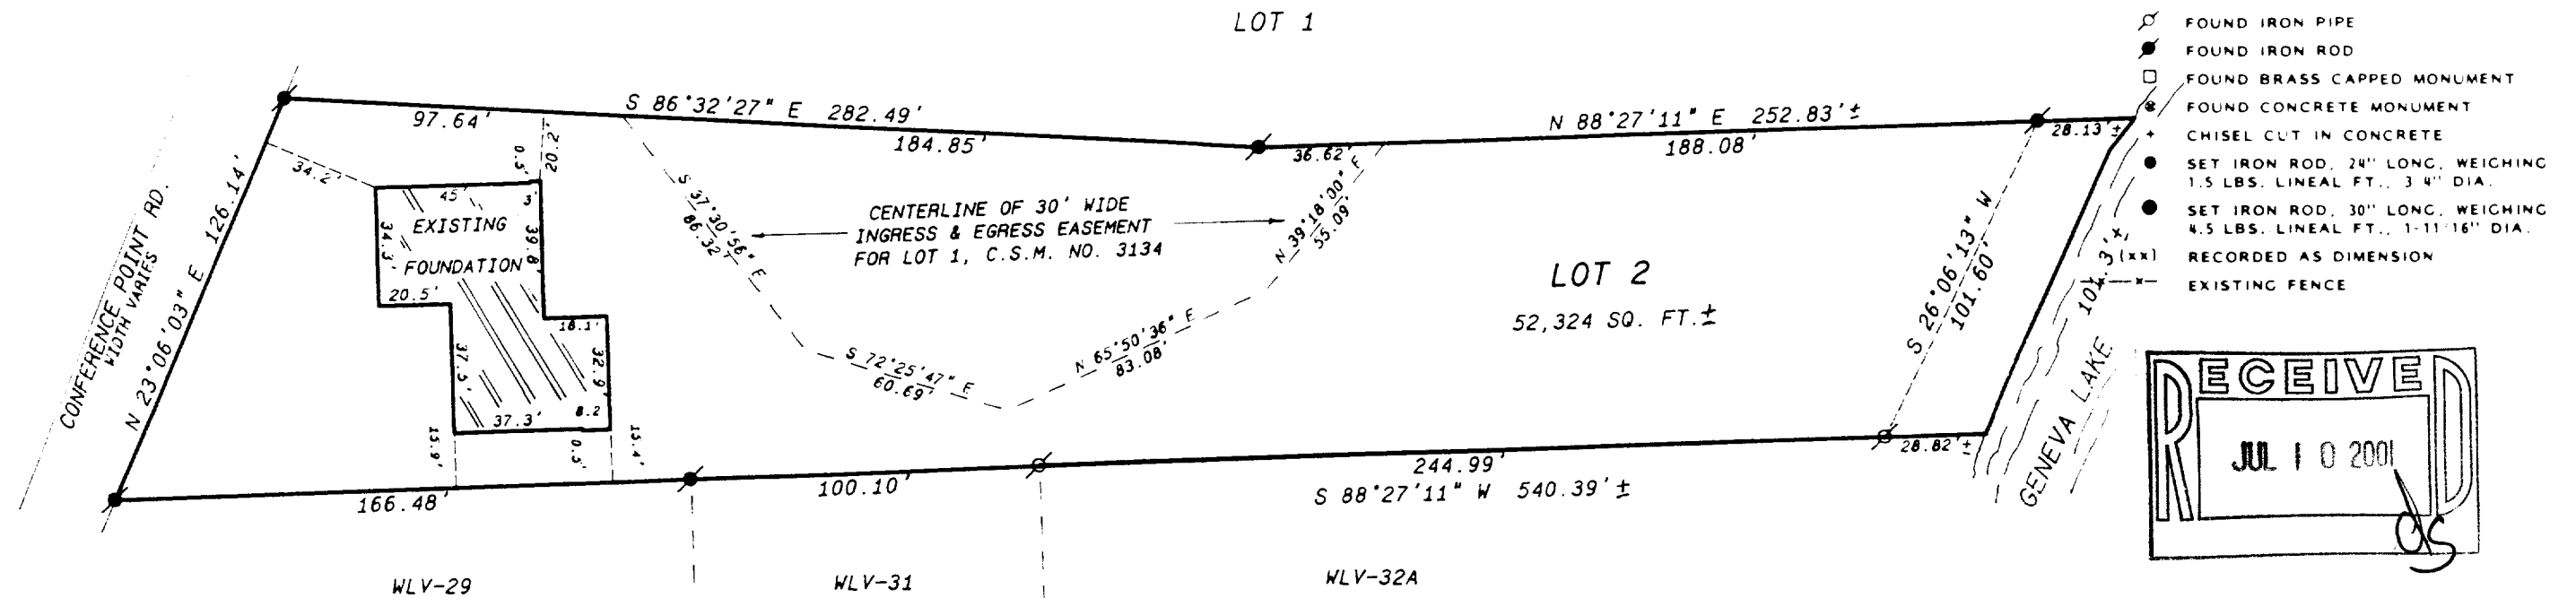 LOT 1
FOUND IRON PIPE
FOUND IRON ROD
FOUND BRASS CAPPED MONUMENT
FOUND CONCRETE MONUMENT
CHISEL CUT IN CONCRETE
SET IRON ROD, 24" LONG, WEIGHING
1.5 LBS. LINEAL FT., 3 4" DIA.
SET IRON ROD, 30" LONG, WEIGHING
4.5 LBS. LINEAL FT., 1-11 16" DIA.
(xx) RECORDED AS DIMENSION
EXISTING FENCE
S 86°32'27" E 282.49'
97.64'
184.85'
N 88°27'11" E 252.83'±
36.62'
188.08'
28.13'±
CONFERENCE POINT RD.
WIDTH VARIES
N 23°06'03" E 126.14'
34.2'
0.5'
20.2'
45'
3'
EXISTING
FOUNDATION
34.3'
39.8'
20.5'
18.1'
37.5'
32.9'
37.3'
8.2
15.9'
0.5'
15.4'
S 37°30'56" E
86.32'
CENTERLINE OF 30' WIDE
INGRESS & EGRESS EASEMENT
FOR LOT 1, C.S.M. NO. 3134
N 39°18'00" E
55.09'
S 72°25'47" E
60.69'
N 65°50'36" E
83.08'
LOT 2
52,324 SQ. FT.±
S 26°06'13" W
101.60'
101.3'±
GENEVA LAKE
166.48'
100.10'
244.99'
28.82'±
S 88°27'11" W 540.39'±
WLV-29
WLV-31
WLV-32A
RECEIVED
JUL 10 2001